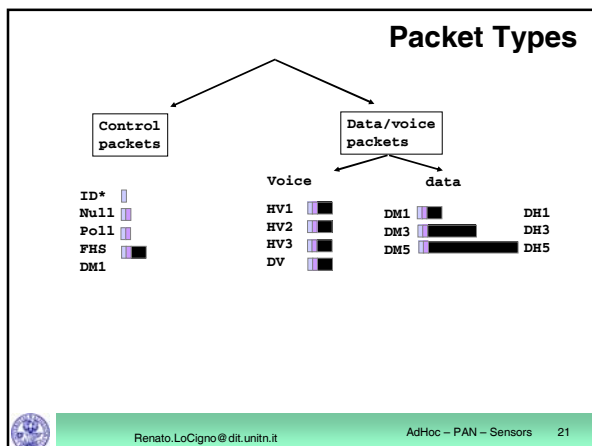 Packet Types
Control
packets
Data/voice
packets
Voice
data
ID*
Null
Poll
FHS
DM1
HV1
HV2
HV3
DV
DM1
DH1
DM3
DH3
DM5
DH5
Renato.LoCigno@dit.unitn.it
AdHoc – PAN – Sensors 21